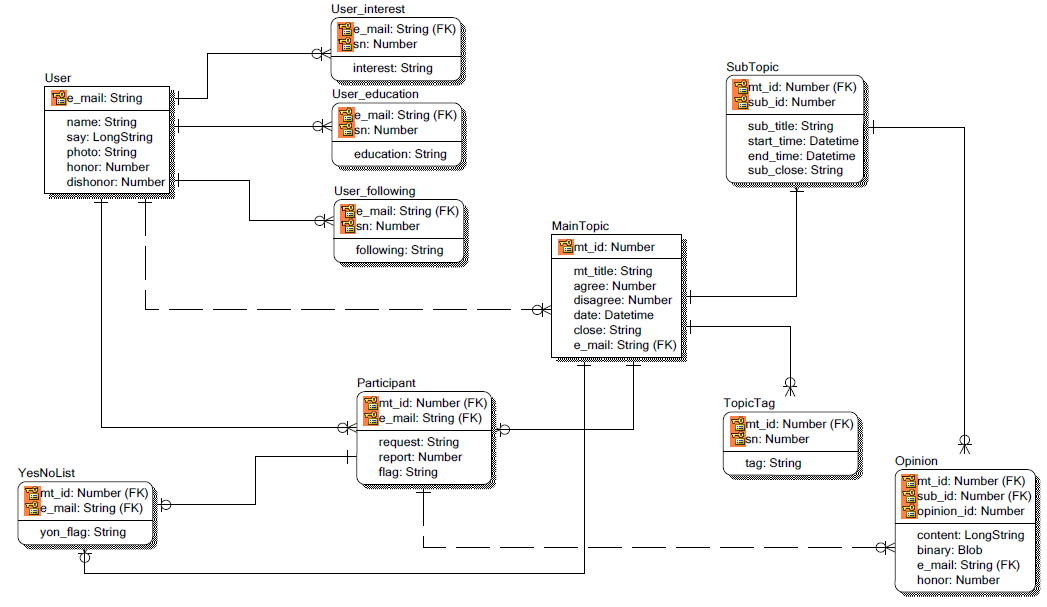 User_interest
e_mail: String (FK)
sn: Number
interest: String
User
e_mail: String
name: String
say: LongString
photo: String
honor: Number
dishonor: Number
User_education
e_mail: String (FK)
sn: Number
education: String
User_following
e_mail: String (FK)
sn: Number
following: String
SubTopic
mt_id: Number (FK)
sub_id: Number
sub_title: String
start_time: Datetime
end_time: Datetime
sub_close: String
MainTopic
mt_id: Number
mt_title: String
agree: Number
disagree: Number
date: Datetime
close: String
e_mail: String (FK)
Participant
mt_id: Number (FK)
e_mail: String (FK)
request: String
report: Number
flag: String
TopicTag
mt_id: Number (FK)
sn: Number
tag: String
YesNoList
mt_id: Number (FK)
e_mail: String (FK)
yon_flag: String
Opinion
mt_id: Number (FK)
sub_id: Number (FK)
opinion_id: Number
content: LongString
binary: Blob
e_mail: String (FK)
honor: Number